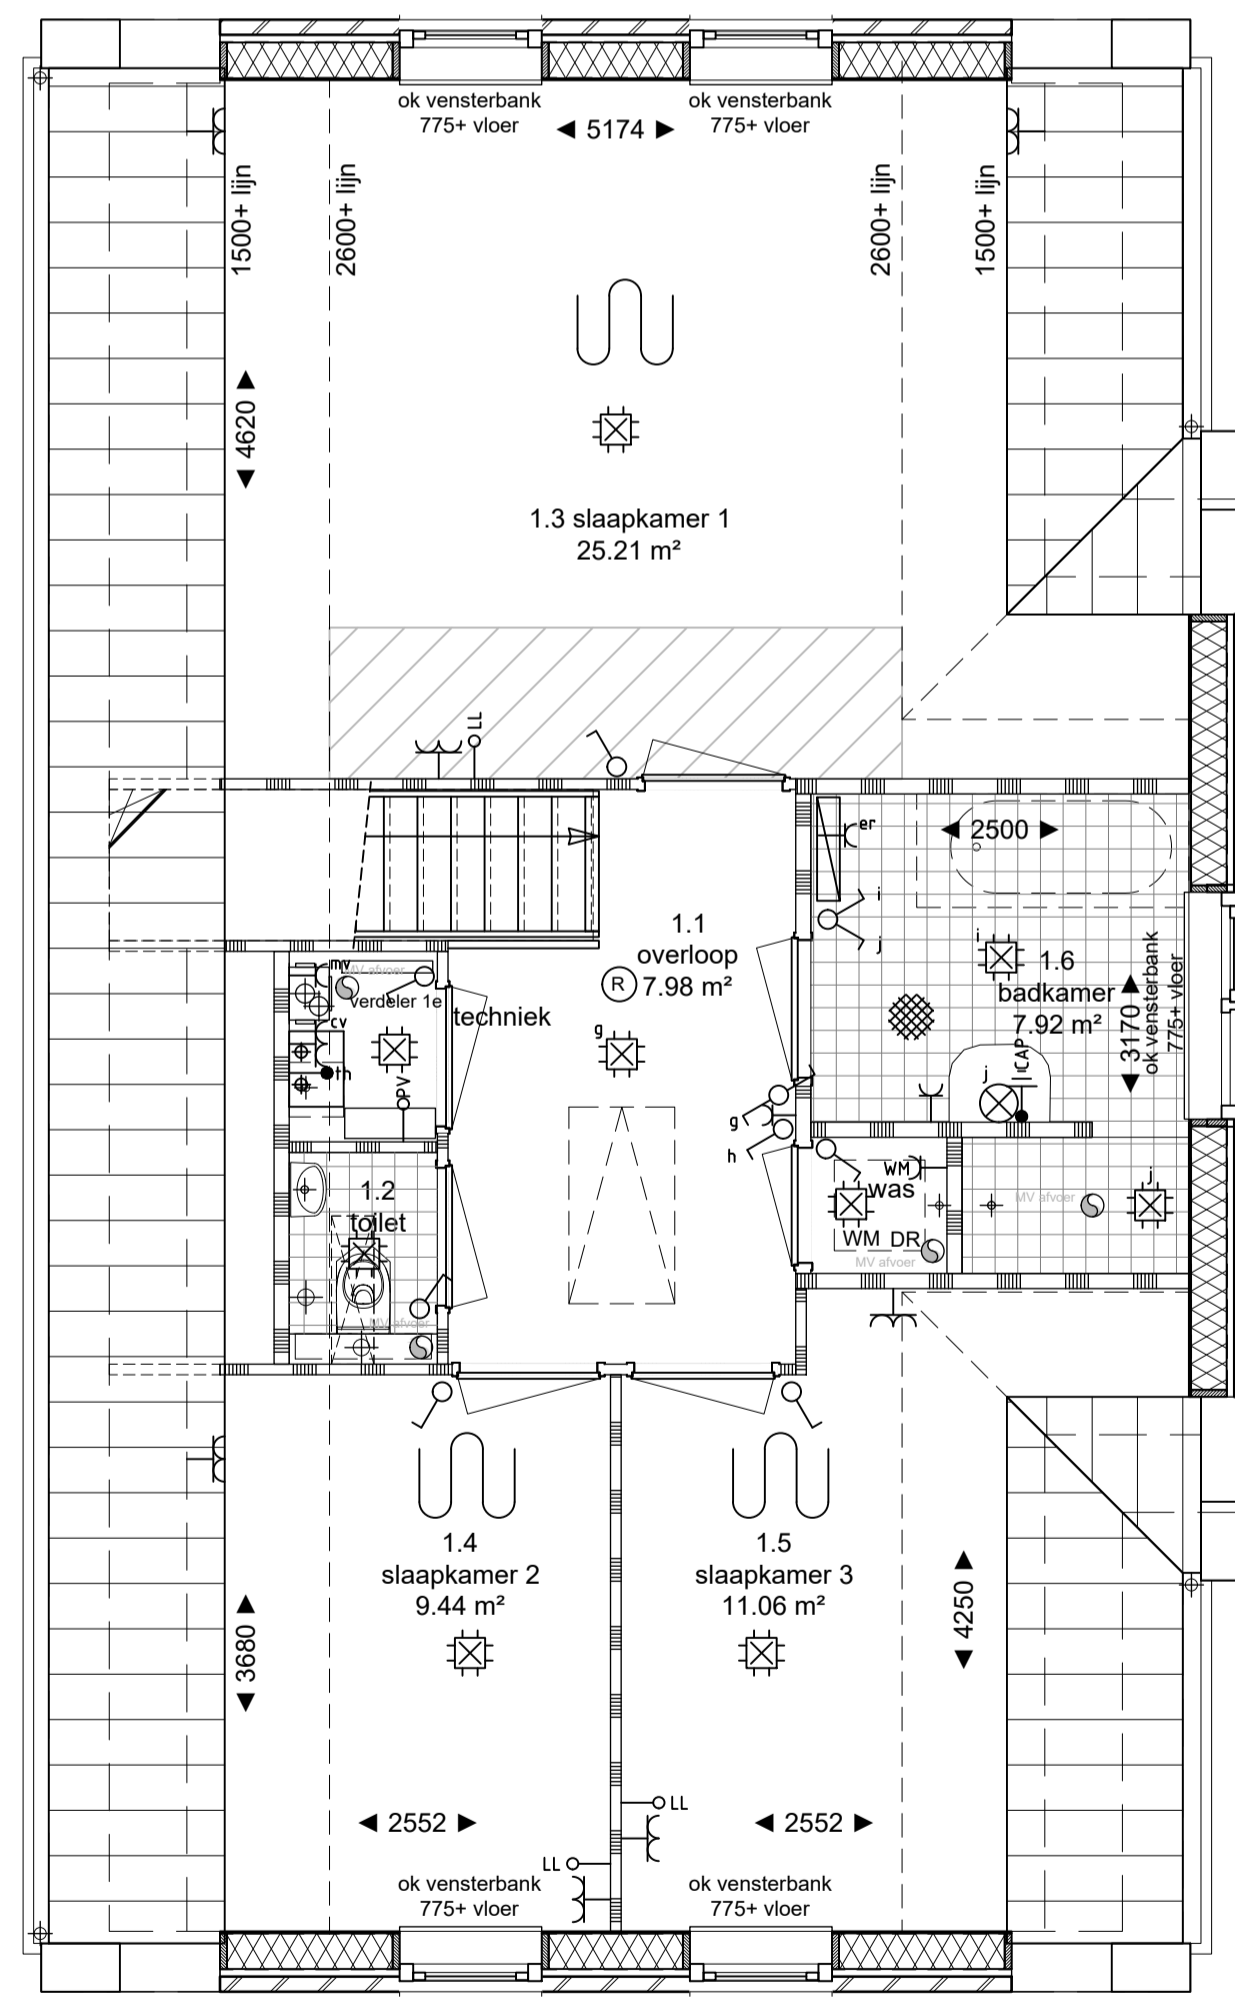 ok vensterbank
775+ vloer
◄ 5174 ►
ok vensterbank
775+ vloer
1500+ lijn
2600+ lijn
2600+ lijn
1500+ lijn
◄ 4620 ►
1.3 slaapkamer 1
25.21 m²
LL
er
◄ 2500 ►
i
j
1.1
overloop
7.98 m²
R
g
i
1.6
badkamer
7.92 m²
◄ 3170 ►
ok vensterbank
775+ vloer
mv
MV afvoer
verdeler 1e
techniek
cv
th
PV
j
CAP
g
h
WM
was
WM DR
MV afvoer
MV afvoer
j
1.2
toilet
MV afvoer
1.4
slaapkamer 2
9.44 m²
1.5
slaapkamer 3
11.06 m²
◄ 3680 ►
◄ 4250 ►
LL
◄ 2552 ►
◄ 2552 ►
LL
ok vensterbank
775+ vloer
ok vensterbank
775+ vloer